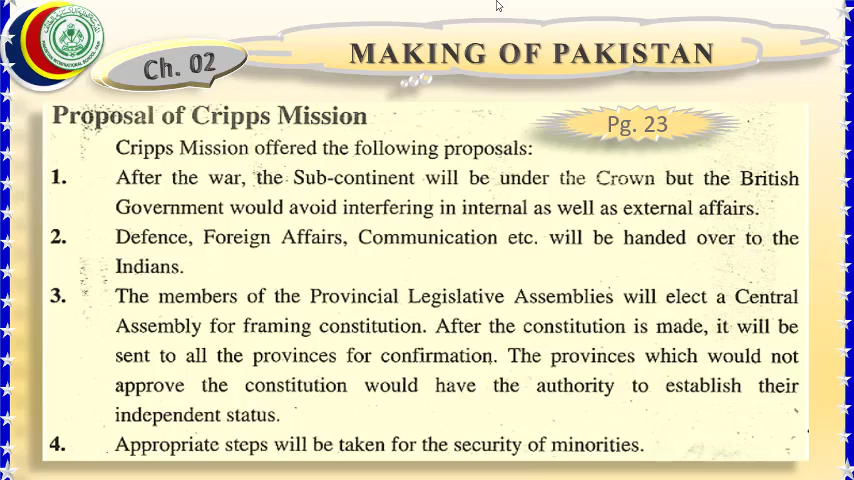 Ch. 02
MAKING OF PAKISTAN
Proposal of Cripps Mission
Pg. 23
Cripps Mission offered the following proposals:
1. After the war, the Sub-continent will be under the Crown but the British
Government would avoid interfering in internal as well as external affairs.
2. Defence, Foreign Affairs, Communication etc. will be handed over to the
Indians.
3. The members of the Provincial Legislative Assemblies will elect a Central
Assembly for framing constitution. After the constitution is made, it will be
sent to all the provinces for confirmation. The provinces which would not
approve the constitution would have the authority to establish their
independent status.
4. Appropriate steps will be taken for the security of minorities.